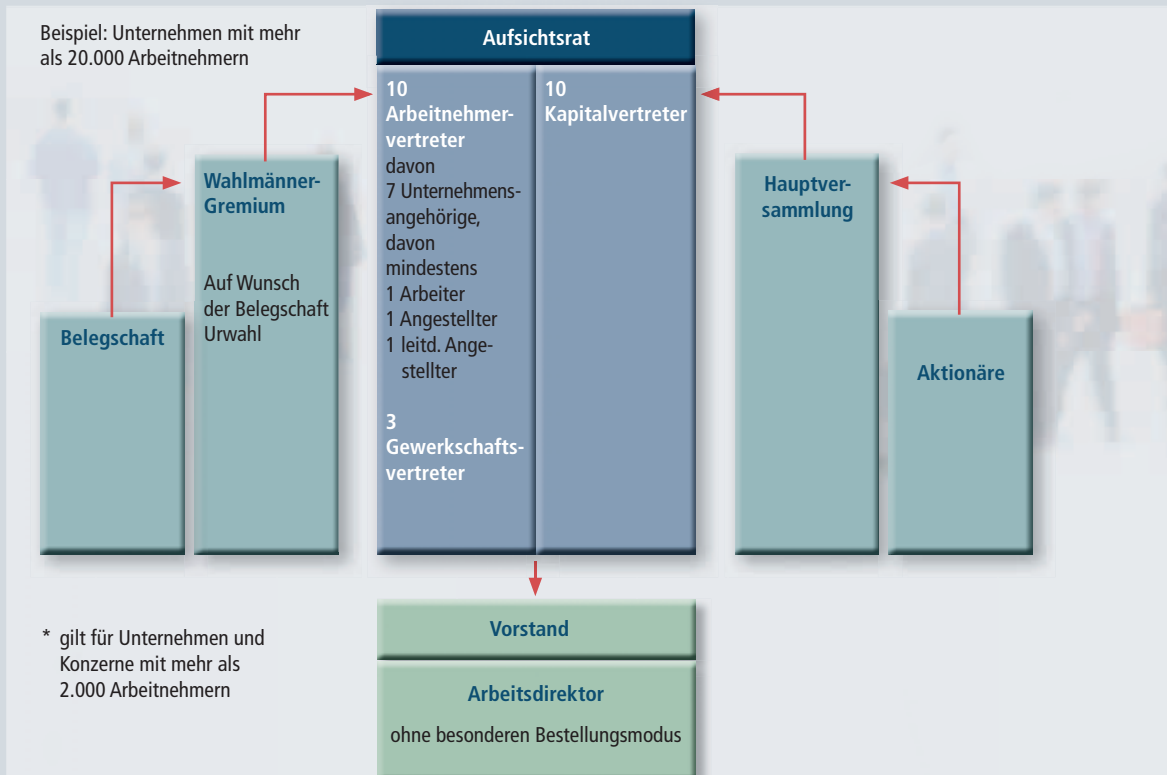 Beispiel: Unternehmen mit mehr
als 20.000 Arbeitnehmern
Aufsichtsrat
10
Arbeitnehmer-
vertreter
davon
7 Unternehmens-
angehörige,
davon
mindestens
1 Arbeiter
1 Angestellter
1 leitd. Ange-
stellter
3
Gewerkschafts-
vertreter
10
Kapitalvertreter
Wahlmänner-
Gremium
Auf Wunsch
der Belegschaft
Urwahl
Belegschaft
Hauptver-
sammlung
Aktionäre
Vorstand
Arbeitsdirektor
ohne besonderen Bestellungsmodus
* gilt für Unternehmen und
Konzerne mit mehr als
2.000 Arbeitnehmern